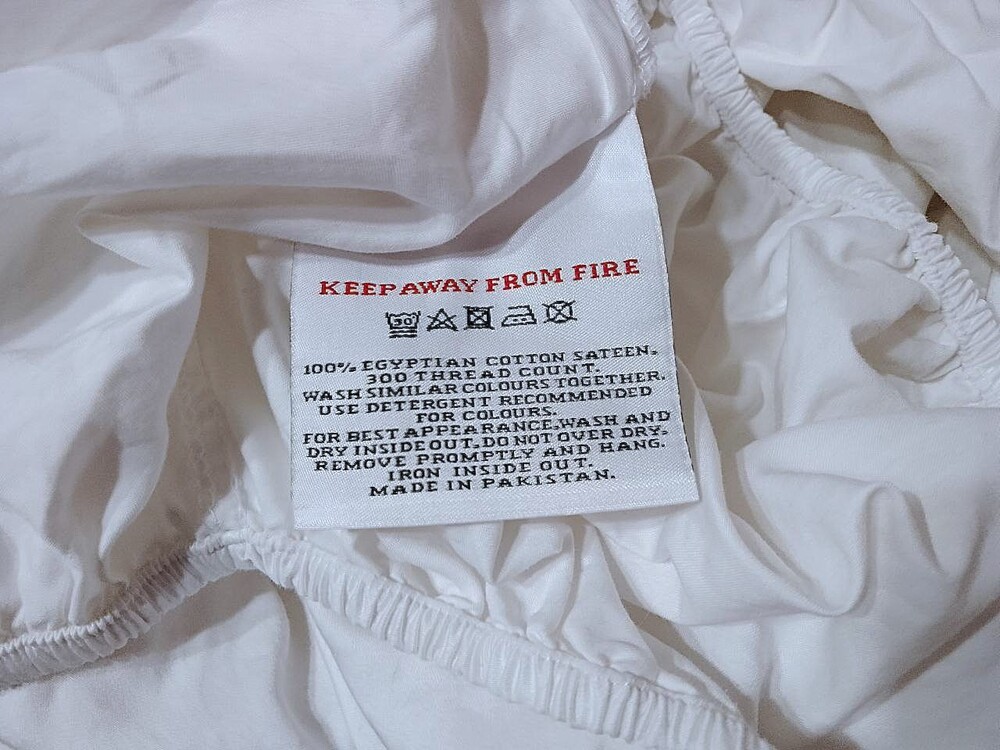 KEEPAWAY FROM FIRE
30
100% EGYPTIAN COTTON SATEEN.
300 THREAD COUNT.
WASH SIMILAR COLOURS TOGETHER.
USE DETERGENT RECOMMENDED
FOR COLOURS.
FOR BEST APPEARANCE,WASH AND
DRY INSIDE OUT. DO NOT OVER DRY.
REMOVE PROMPTLY AND HANG.
IRON INSIDE OUT.
MADE IN PAKISTAN.